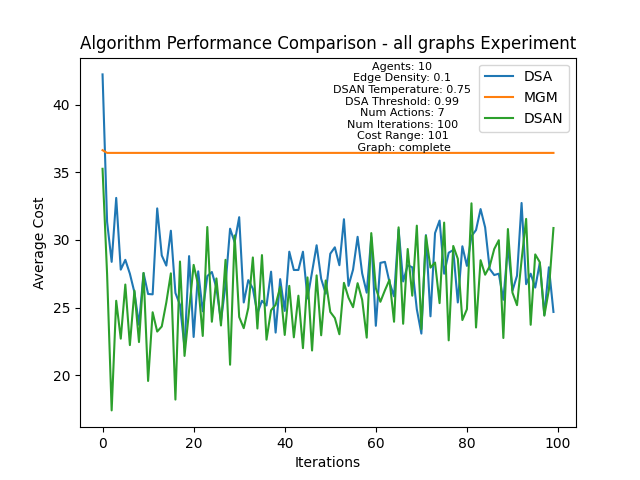 Algorithm Performance Comparison - all graphs Experiment
Agents: 10
Edge Density: 0.1
DSAN Temperature: 0.75
DSA Threshold: 0.99
Num Actions: 7
Num Iterations: 100
Cost Range: 101
Graph: complete
DSA
MGM
DSAN
Average Cost
40
35
30
25
20
0
20
40
60
80
100
Iterations